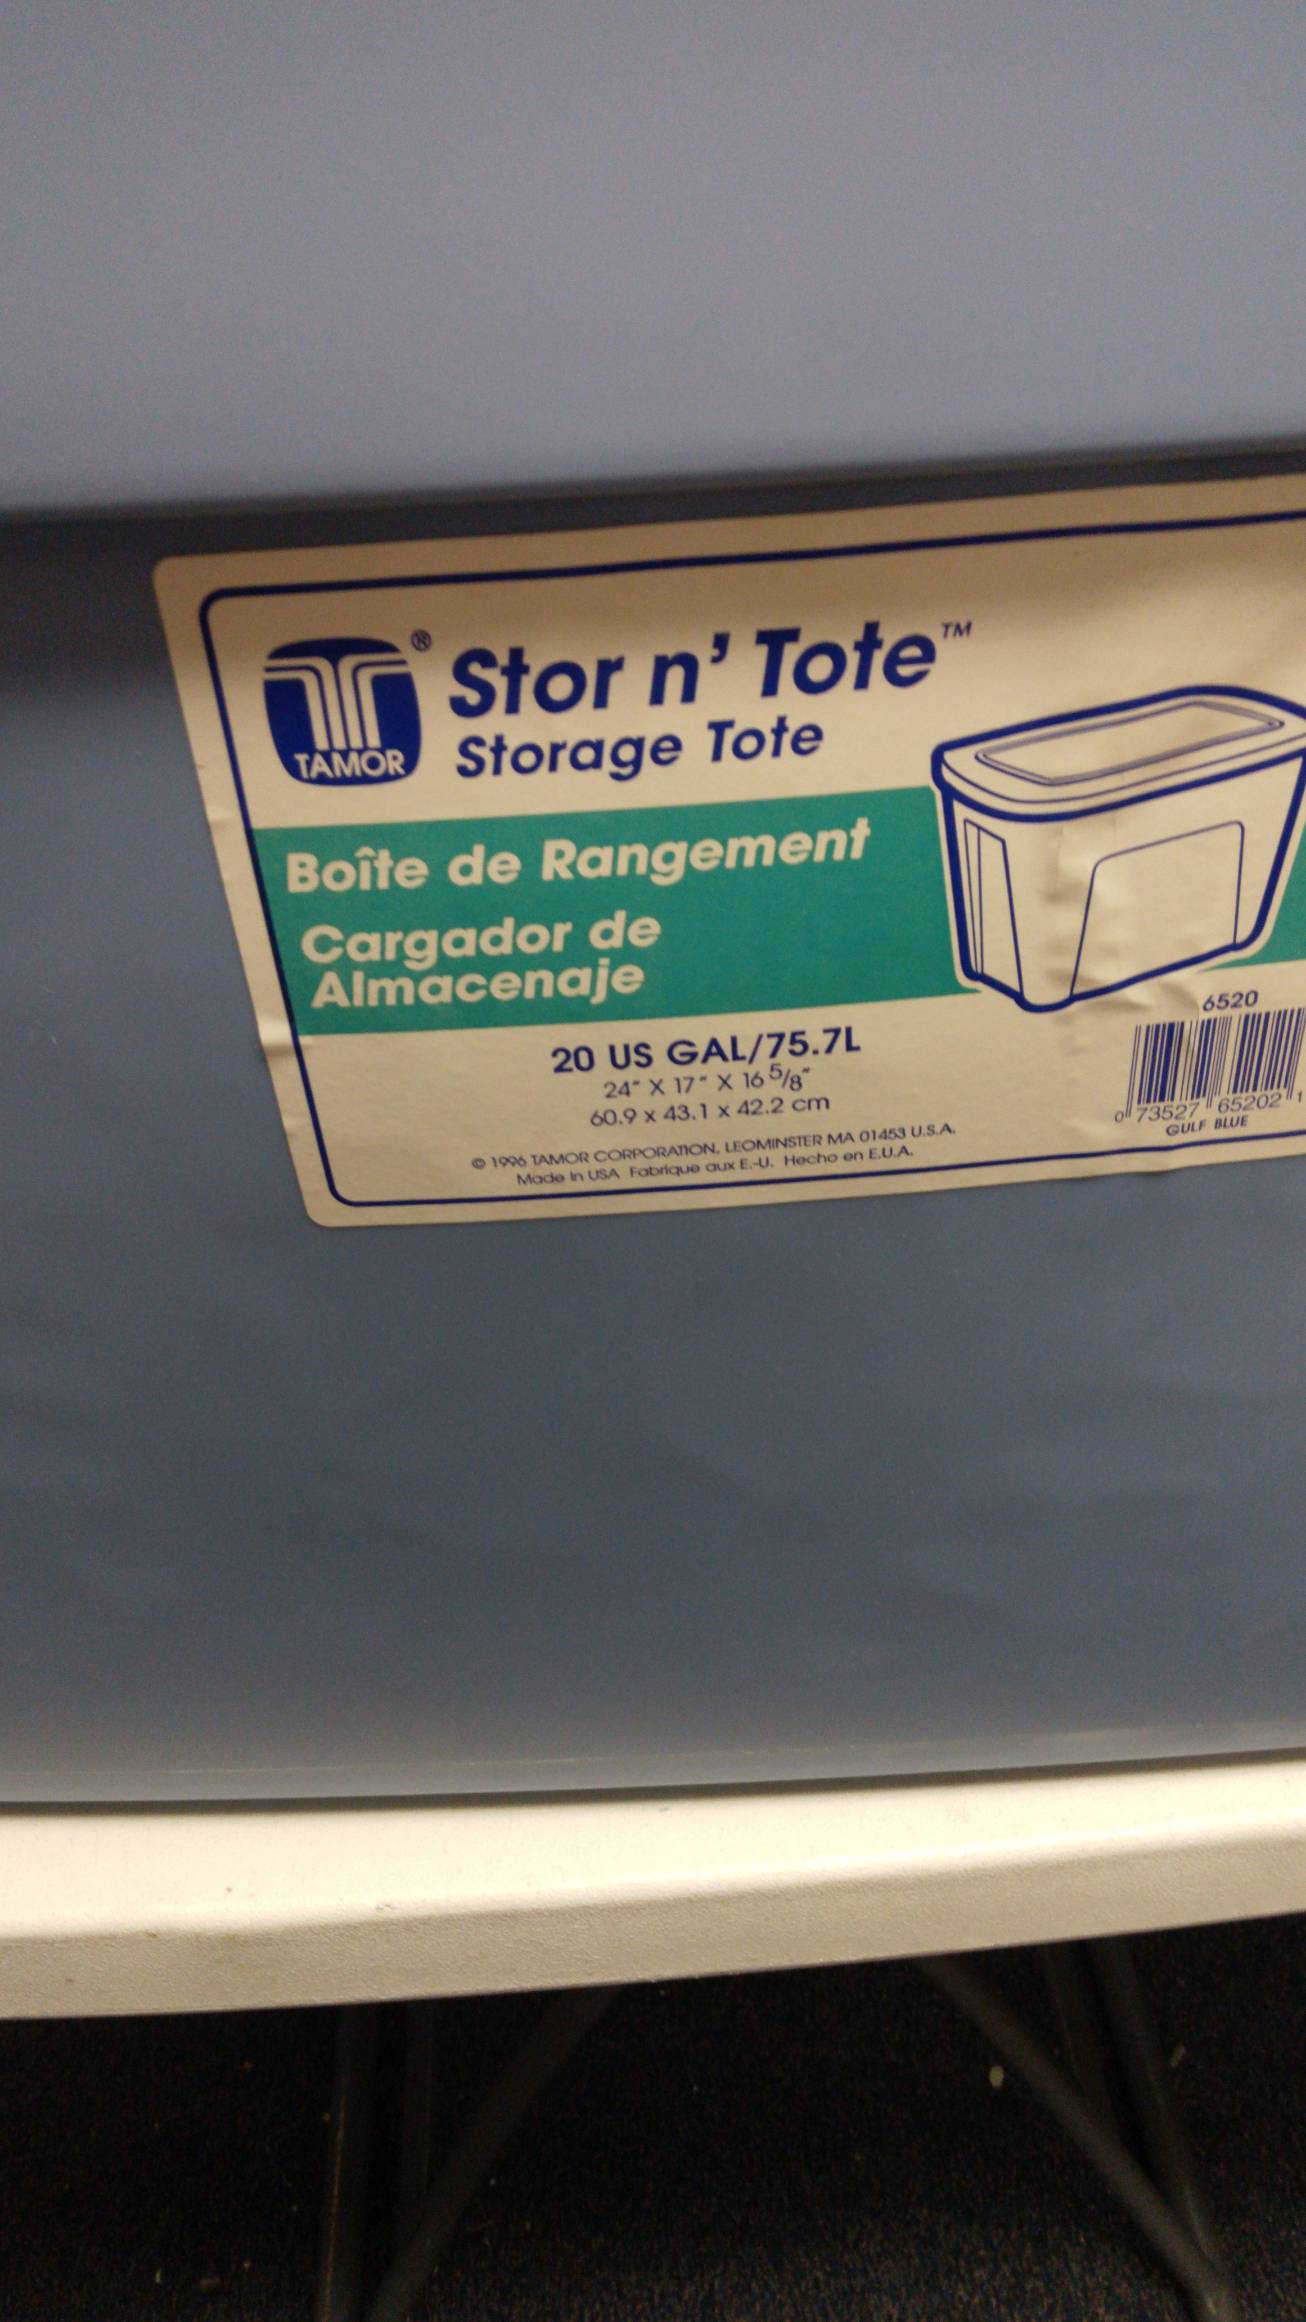 ® Stor n' Tote™
TAMOR
Storage Tote
Boîte de Rangement
Cargador de
Almacenaje
20 US GAL/75.7L
24" X 17" X 16 5/8"
60.9 x 43.1 x 42.2 cm
© 1996 TAMOR CORPORATION, LEOMINSTER MA 01453 U.S.A.
Made in USA Fabrique aux E.-U. Hecho en E.U.A.
6520
0 73527 65202 1
GULF BLUE